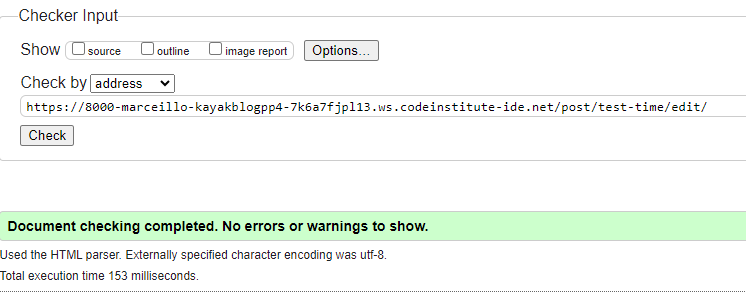 Checker Input
Show source outline image report Options...
Check by address
https://8000-marceillo-kayakblogpp4-7k6a7fjpl13.ws.codeinstitute-ide.net/post/test-time/edit/
Check
Document checking completed. No errors or warnings to show.
Used the HTML parser. Externally specified character encoding was utf-8.
Total execution time 153 milliseconds.